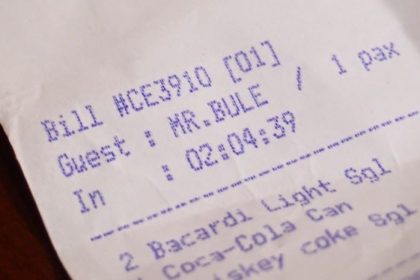 Bill #CE3910 [01]
Guest : MR.BULE / 1 pax
In : 02:04:39
2 Bacardi Light Sgl
Coca-Cola Can
coke Sgl